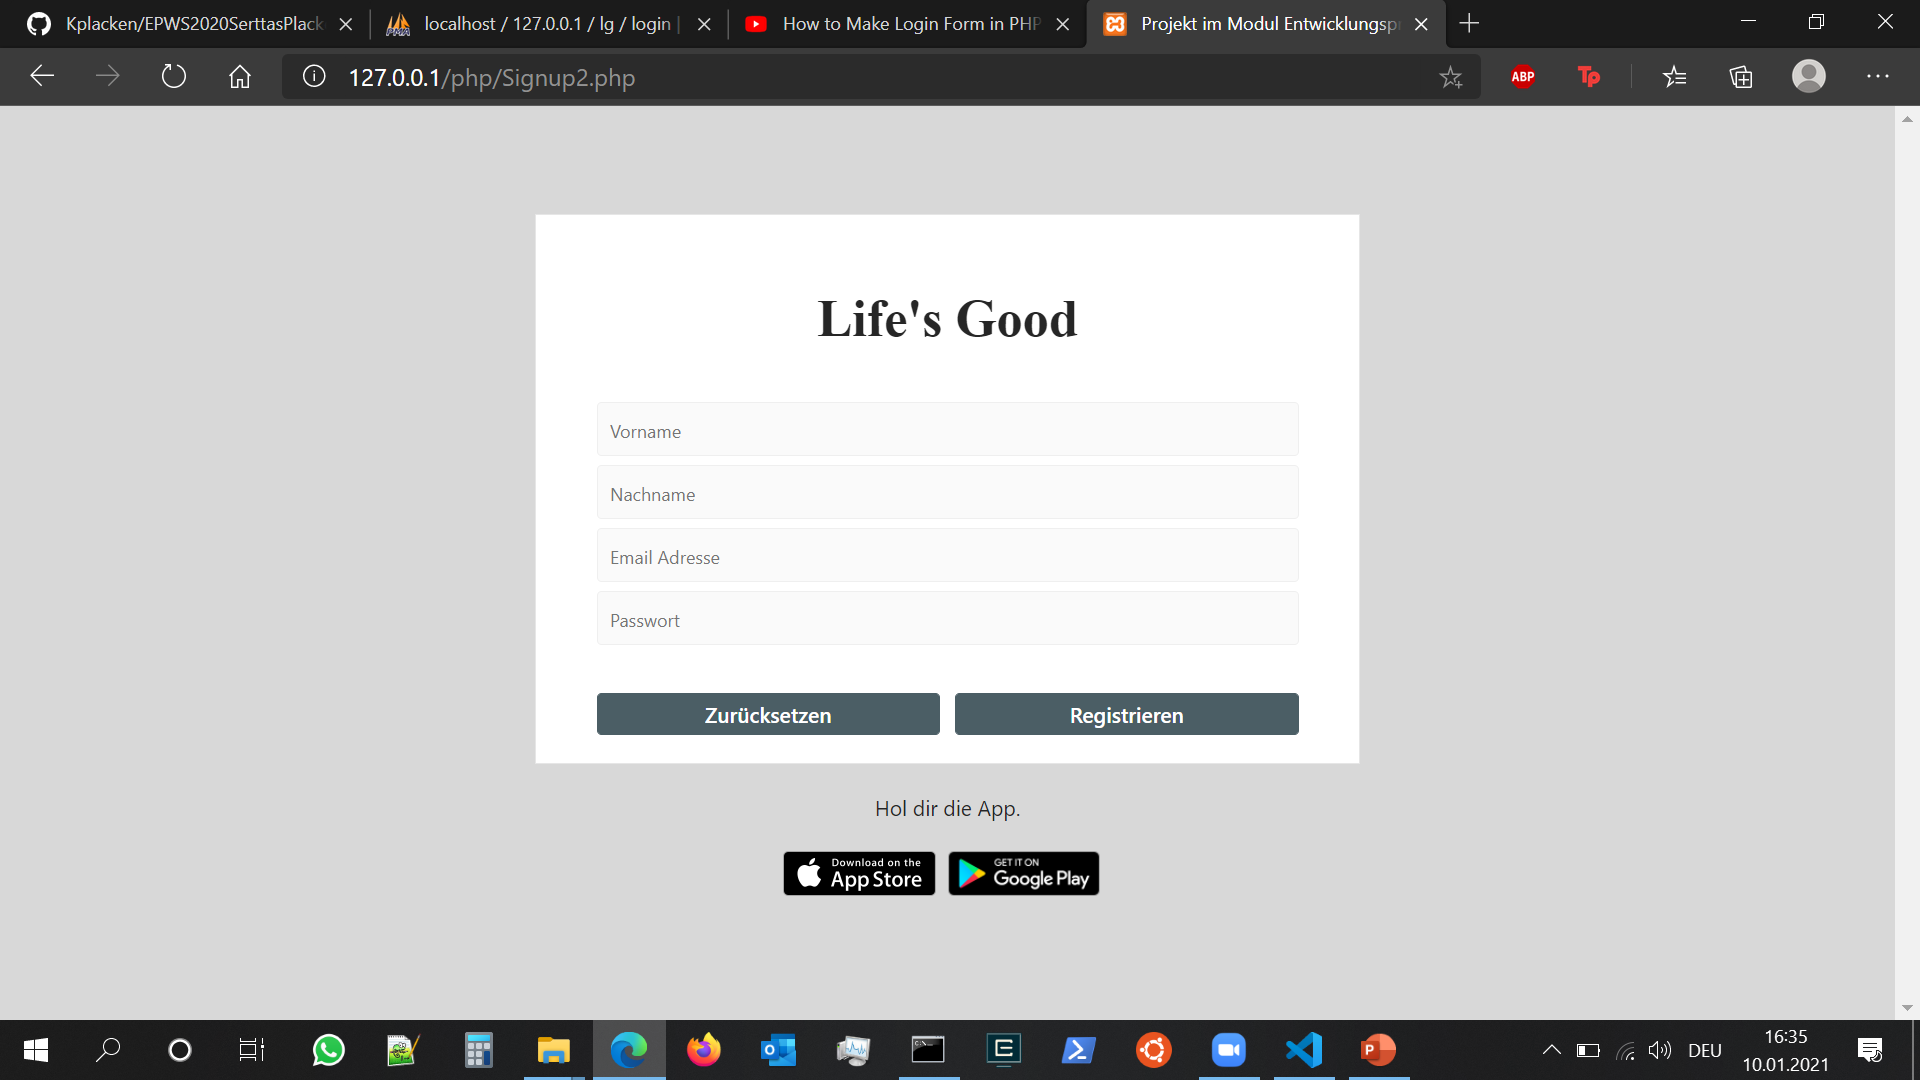 Kplacken/EPWS2020SerttasPlack
localhost / 127.0.0.1 / lg / login |
How to Make Login Form in PHP
Projekt im Modul Entwicklungspr
127.0.0.1/php/Signup2.php
ABP
Tp
Life's Good
Vorname
Nachname
Email Adresse
Passwort
Zurücksetzen
Registrieren
Hol dir die App.
Download on the
App Store
GET IT ON
Google Play
DEU
16:35
10.01.2021